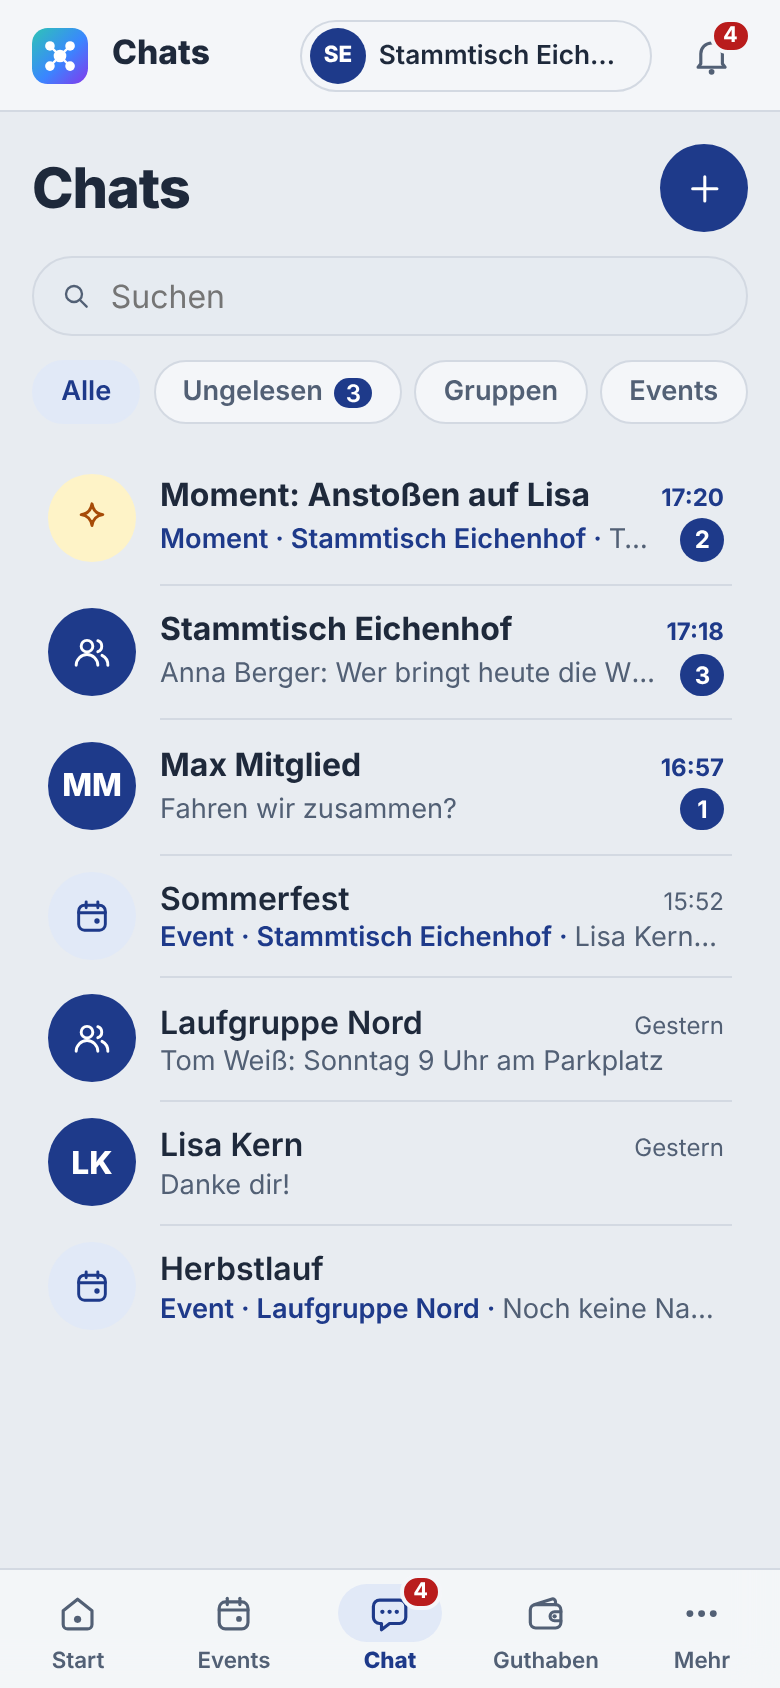 Chats
SE Stammtisch Eich...
4
Chats
Suchen
Alle
Ungelesen 3
Gruppen
Events
Moment: Anstoßen auf Lisa 17:20
Moment · Stammtisch Eichenhof · T... 2
Stammtisch Eichenhof 17:18
Anna Berger: Wer bringt heute die W... 3
MM
Max Mitglied 16:57
Fahren wir zusammen? 1
Sommerfest 15:52
Event · Stammtisch Eichenhof · Lisa Kern...
Laufgruppe Nord Gestern
Tom Weiß: Sonntag 9 Uhr am Parkplatz
LK
Lisa Kern Gestern
Danke dir!
Herbstlauf
Event · Laufgruppe Nord · Noch keine Na...
4
Start
Events
Chat
Guthaben
Mehr